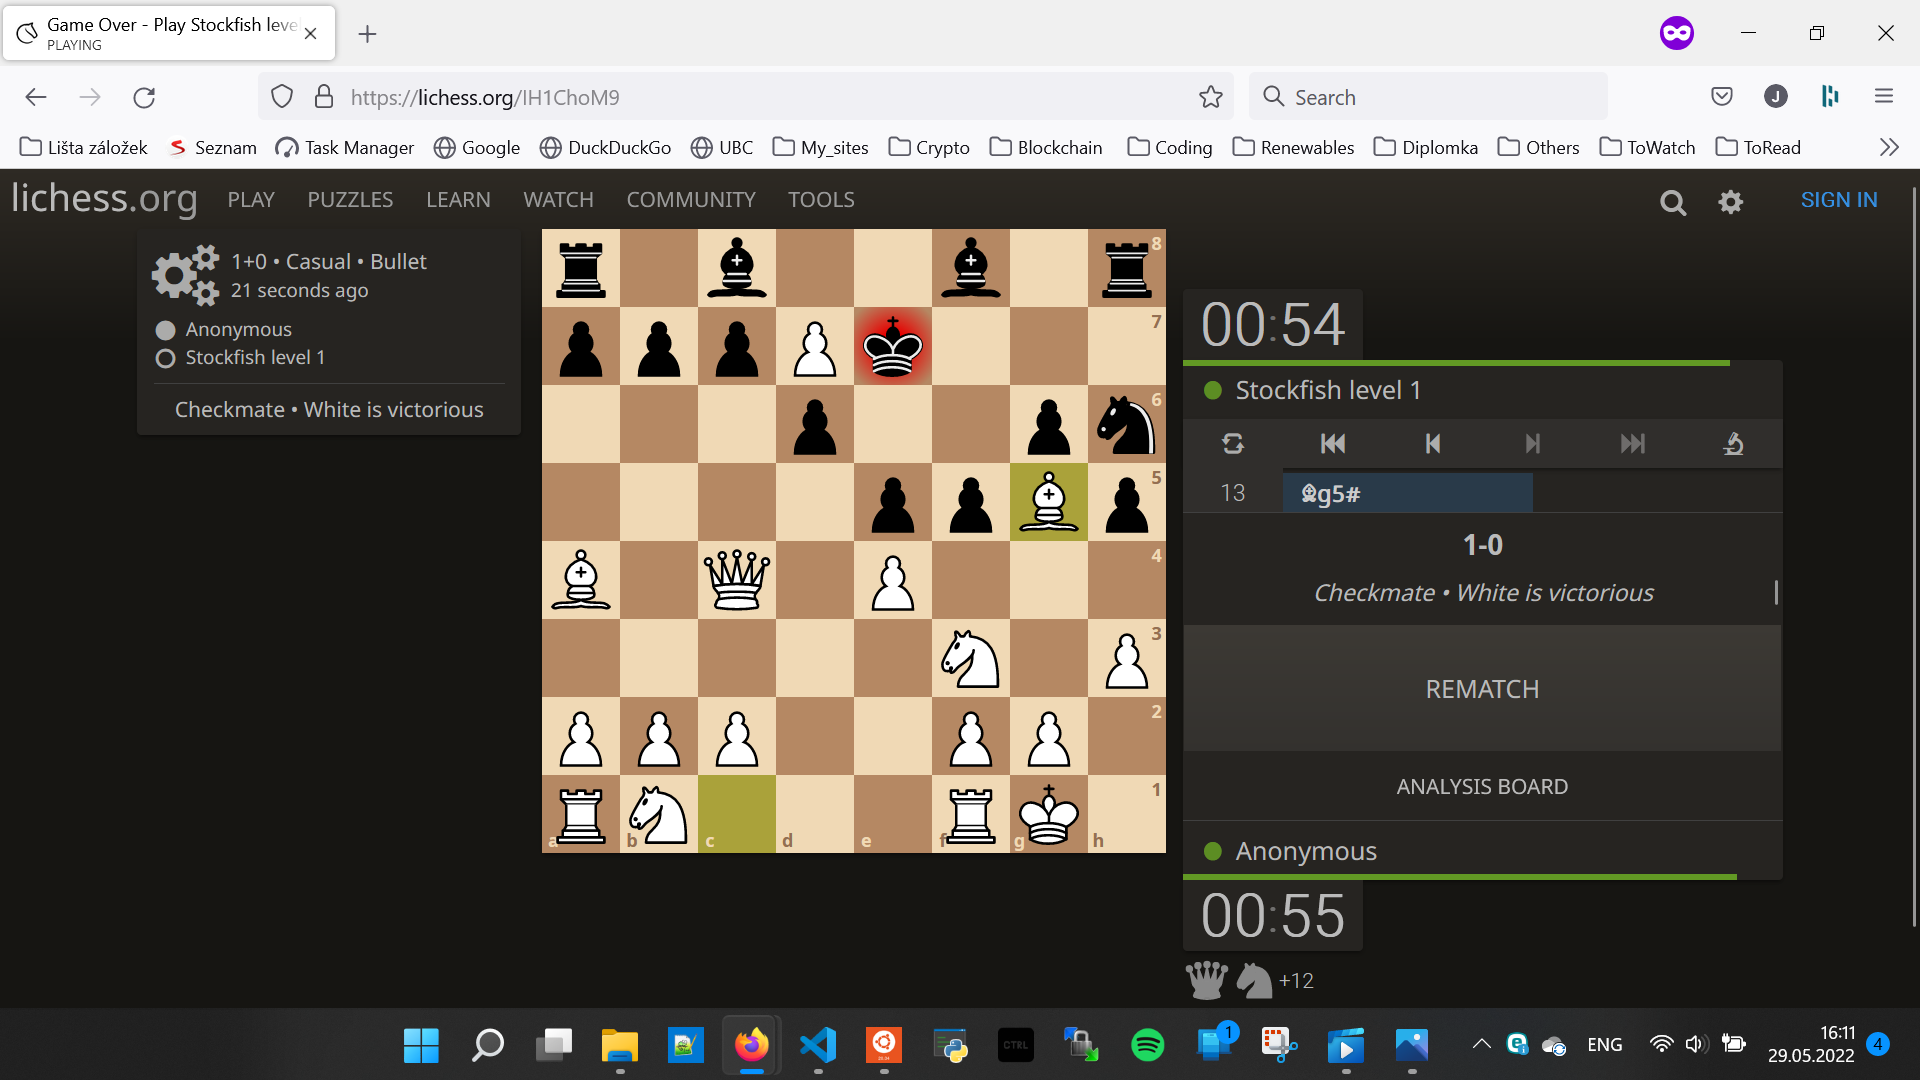 Game Over - Play Stockfish leve
PLAYING
https://lichess.org/IH1ChoM9
Search
J
Lišta záložek
Seznam
Task Manager
Google
DuckDuckGo
UBC
My_sites
Crypto
Blockchain
Coding
Renewables
Diplomka
Others
ToWatch
ToRead
lichess.org
PLAY
PUZZLES
LEARN
WATCH
COMMUNITY
TOOLS
SIGN IN
1+0 • Casual • Bullet
21 seconds ago
Anonymous
Stockfish level 1
Checkmate • White is victorious
8
7
6
5
4
3
2
1
a
b
c
d
e
f
g
h
00:54
Stockfish level 1
13
g5#
1-0
Checkmate • White is victorious
REMATCH
ANALYSIS BOARD
Anonymous
00:55
+12
CTRL
1
ENG
16:11
29.05.2022
4